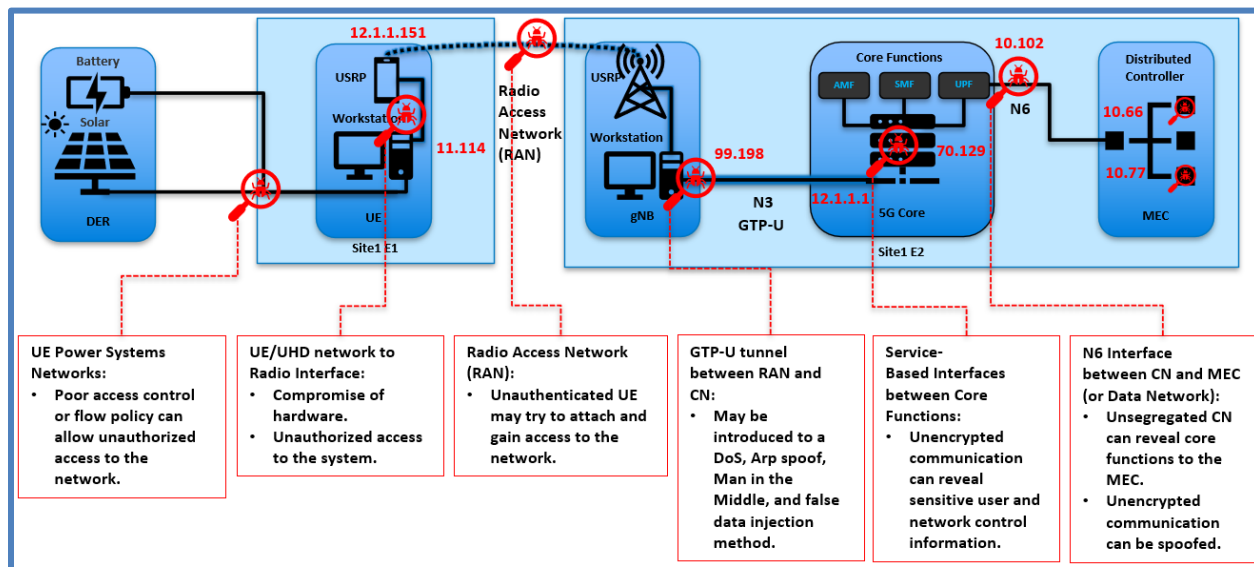 12.1.1.151
10.102
Battery
Solar
DER
USRP
Workstation
11.114
UE
Site1 E1
Radio
Access
Network
(RAN)
USRP
Workstation
99.198
gNB
N3
GTP-U
Core Functions
AMF
SMF
UPF
70.129
12.1.1.1
5G Core
Site1 E2
N6
Distributed
Controller
10.66
10.77
MEC
UE Power Systems
Networks:
• Poor access control
or flow policy can
allow unauthorized
access to the
network.
UE/UHD network to
Radio Interface:
• Compromise of
hardware.
• Unauthorized access
to the system.
Radio Access Network
(RAN):
• Unauthenticated UE
may try to attach and
gain access to the
network.
GTP-U tunnel
between RAN and
CN:
• May be
introduced to a
DoS, Arp spoof,
Man in the
Middle, and false
data injection
method.
Service-
Based Interfaces
between Core
Functions:
• Unencrypted
communication
can reveal
sensitive user and
network control
information.
N6 Interface
between CN and MEC
(or Data Network):
• Unsegregated CN
can reveal core
functions to the
MEC.
• Unencrypted
communication
can be spoofed.